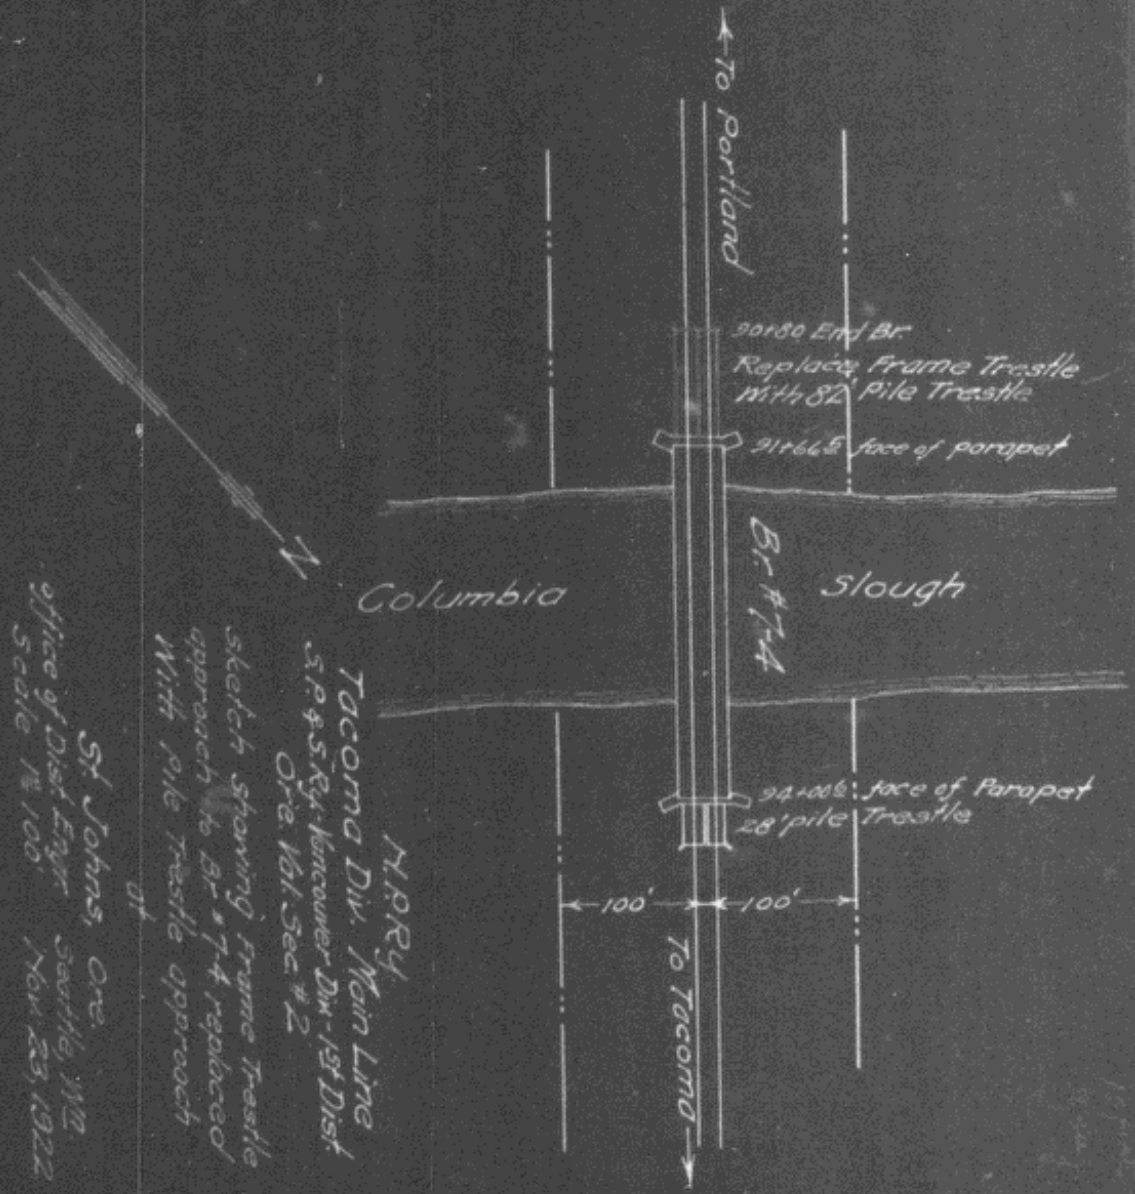 To Portland
90+80 End Br.
Replace Frame Trestle
With 82' Pile Trestle
91+66⁵ face of parapet
Br. #7-4
Columbia Slough
N
94+00⁶ face of Parapet
28' pile Trestle
100' 100'
To Tacoma
N.P.Ry.
Tacoma Div. Main Line
S.P.&S.Ry-Vancouver Div-1st Dist
Ore Val. Sec #2
Sketch showing Frame Trestle
approach to Br #7-4 replaced
With Pile Trestle approach
at
St Johns, Ore.
Office of Dist Engr Seattle, Wn.
Scale 1"= 100' Nov. 23, 1922